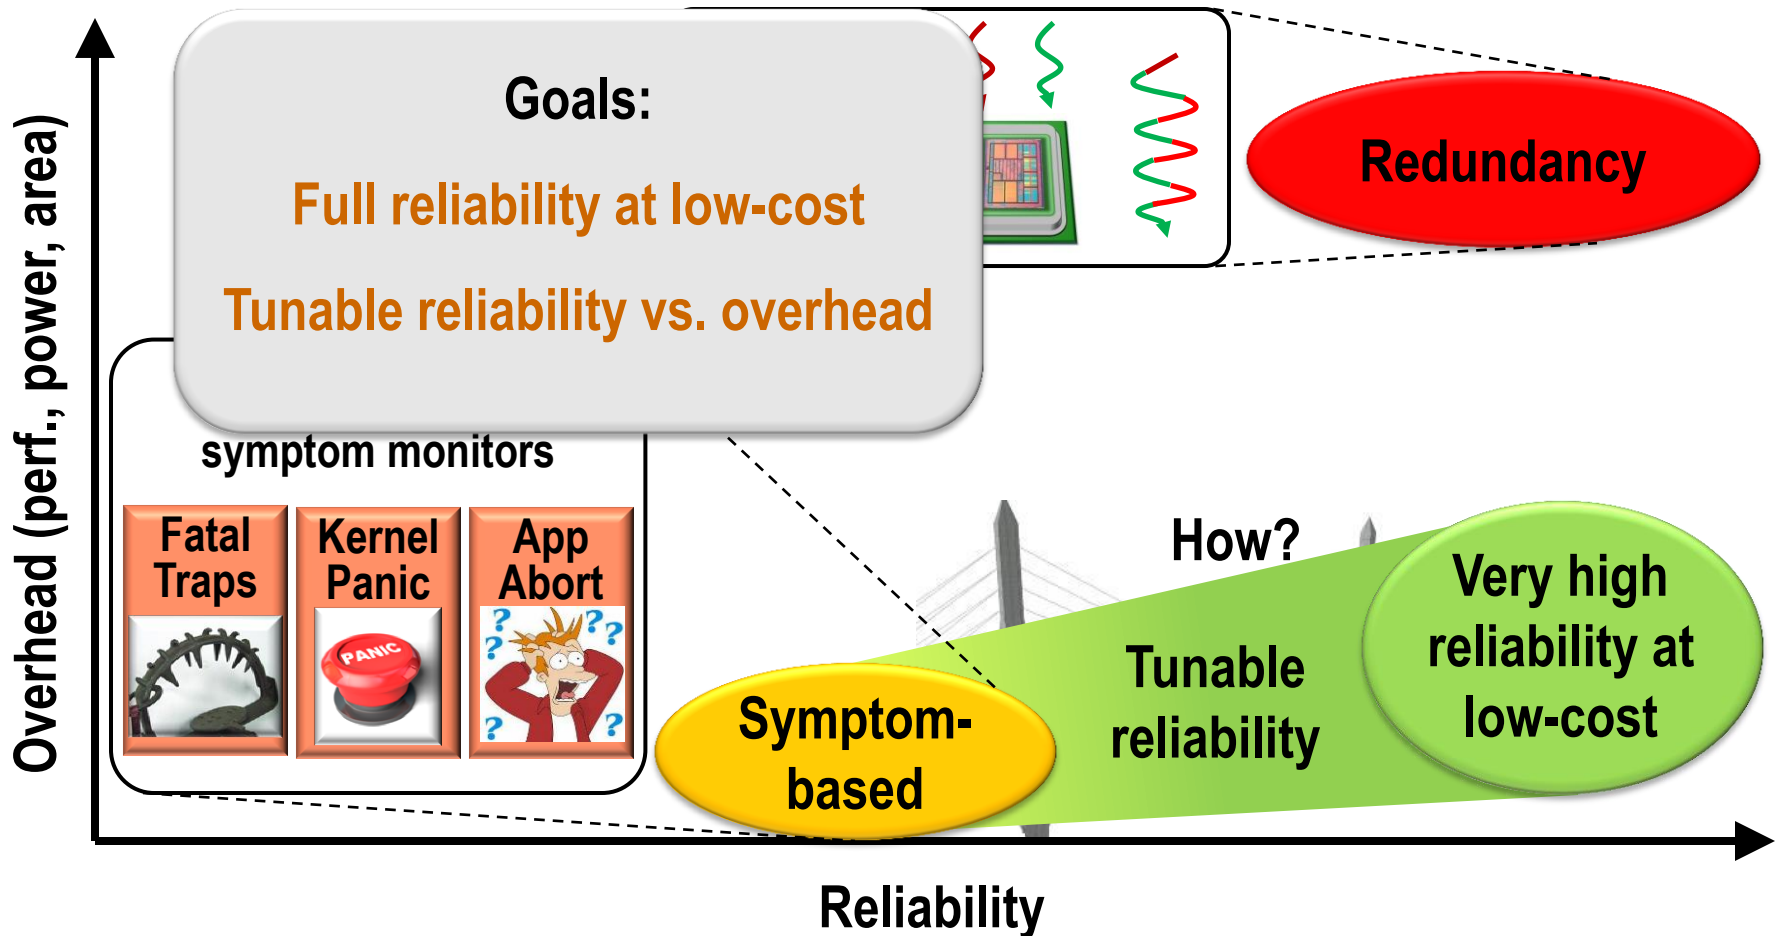 Overhead (perf., power, area)
Goals:
Full reliability at low-cost
Tunable reliability vs. overhead
Redundancy
symptom monitors
Fatal
Traps
Kernel
Panic
App
Abort
PANIC
? ? ? ? ? ? ?
How?
Symptom-
based
Tunable
reliability
Very high
reliability at
low-cost
Reliability